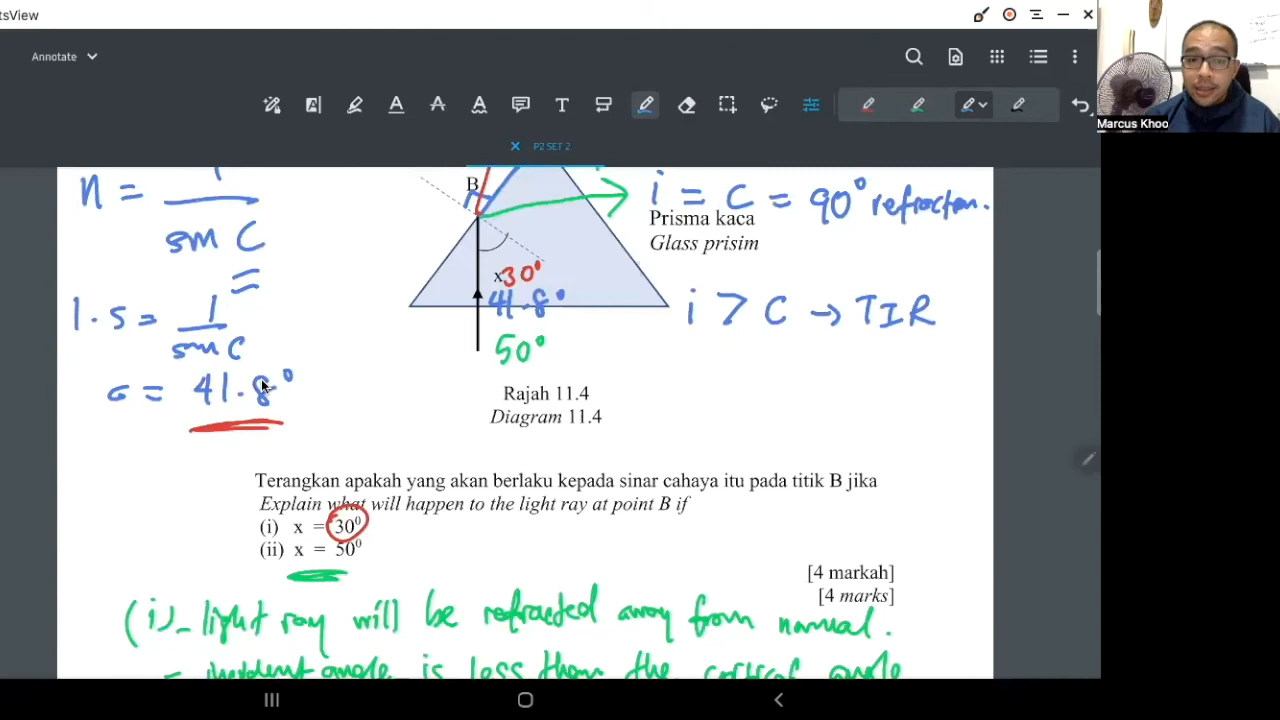 tsView
Annotate
Marcus Khoo
P2 SET 2
n = 1
sin C
B
i = C = 90° refraction.
Prisma kaca
Glass prisim
x 30°
41.8°
i > C → TIR
1.5 = 1
sin C
50°
c = 41.8°
Rajah 11.4
Diagram 11.4
Terangkan apakah yang akan berlaku kepada sinar cahaya itu pada titik B jika
Explain what will happen to the light ray at point B if
(i) x = 30⁰
(ii) x = 50⁰
[4 markah]
[4 marks]
(i) - light ray will be refracted away from normal.
- incident angle is less than the critical angle